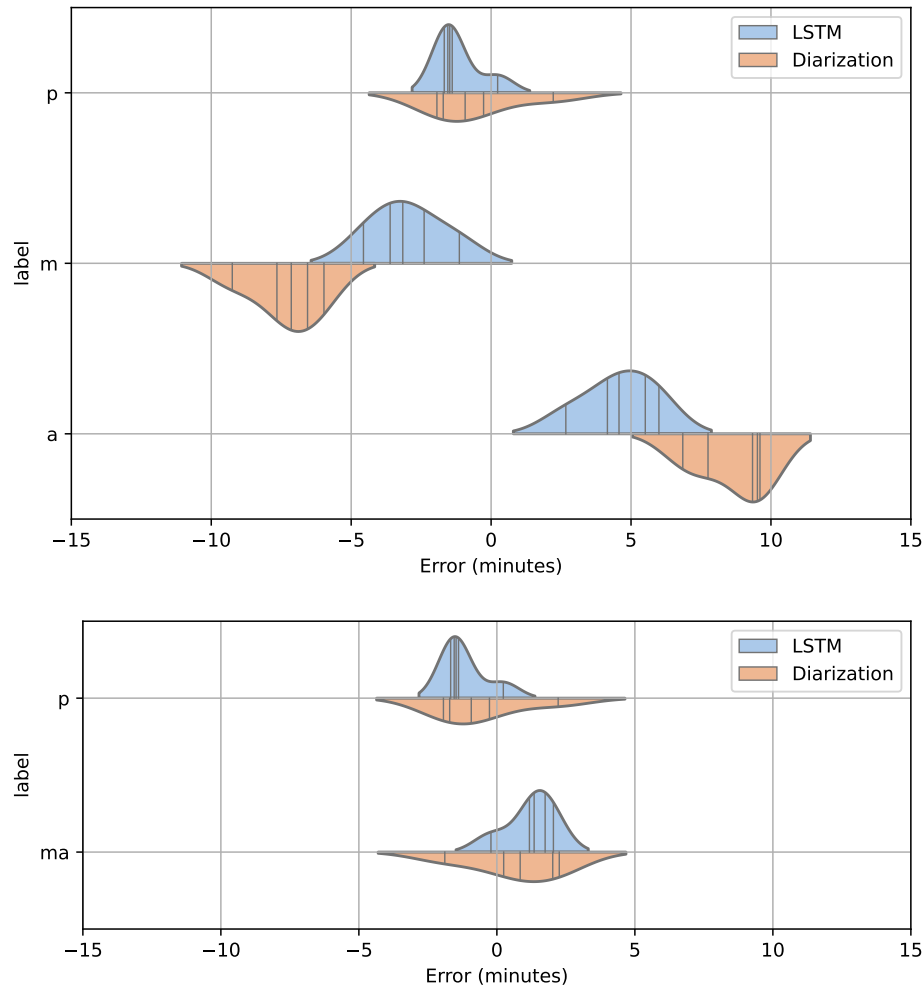 LSTM
Diarization
p
m
a
label
−15 −10 −5 0 5 10 15
Error (minutes)
LSTM
Diarization
p
ma
label
−15 −10 −5 0 5 10 15
Error (minutes)